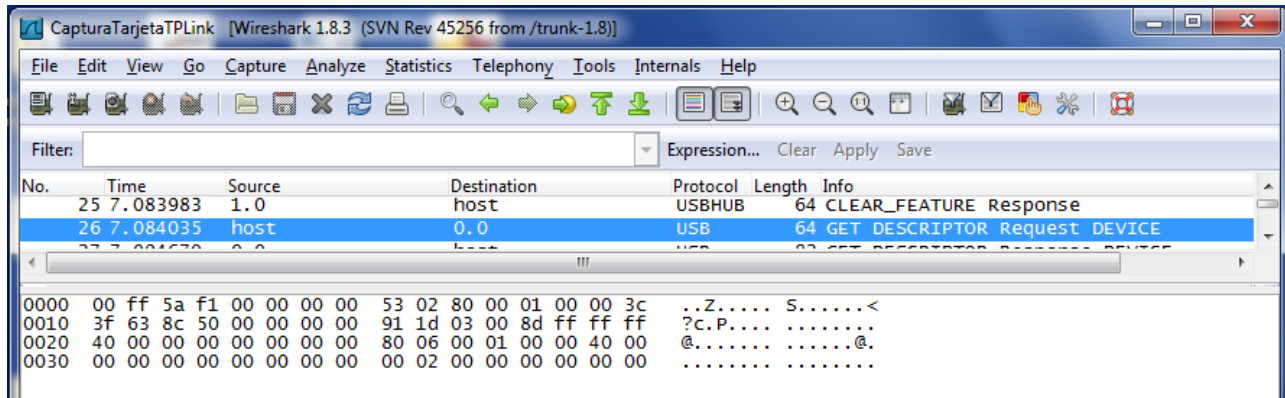 CapturaTarjetaTPLink [Wireshark 1.8.3 (SVN Rev 45256 from /trunk-1.8)]
File Edit View Go Capture Analyze Statistics Telephony Tools Internals Help
Filter: Expression... Clear Apply Save
No. Time Source Destination Protocol Length Info
25 7.083983 1.0 host USBHUB 64 CLEAR_FEATURE Response
26 7.084035 host 0.0 USB 64 GET DESCRIPTOR Request DEVICE
0000 00 ff 5a f1 00 00 00 00 53 02 80 00 01 00 00 3c ..Z..... S......<
0010 3f 63 8c 50 00 00 00 00 91 1d 03 00 8d ff ff ff ?c.P.... ........
0020 40 00 00 00 00 00 00 00 80 06 00 01 00 00 40 00 @....... ......@.
0030 00 00 00 00 00 00 00 00 00 02 00 00 00 00 00 00 ........ ........